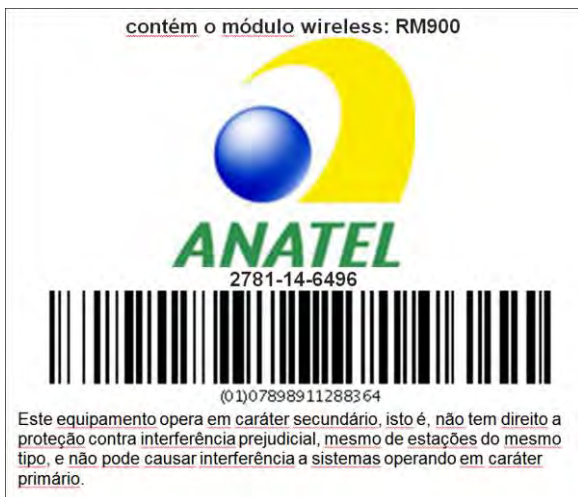 contém o módulo wireless: RM900
ANATEL
2781-14-6496
(01)07898911288364
Este equipamento opera em caráter secundário, isto é, não tem direito a
proteção contra interferência prejudicial, mesmo de estações do mesmo
tipo, e não pode causar interferência a sistemas operando em caráter
primário.